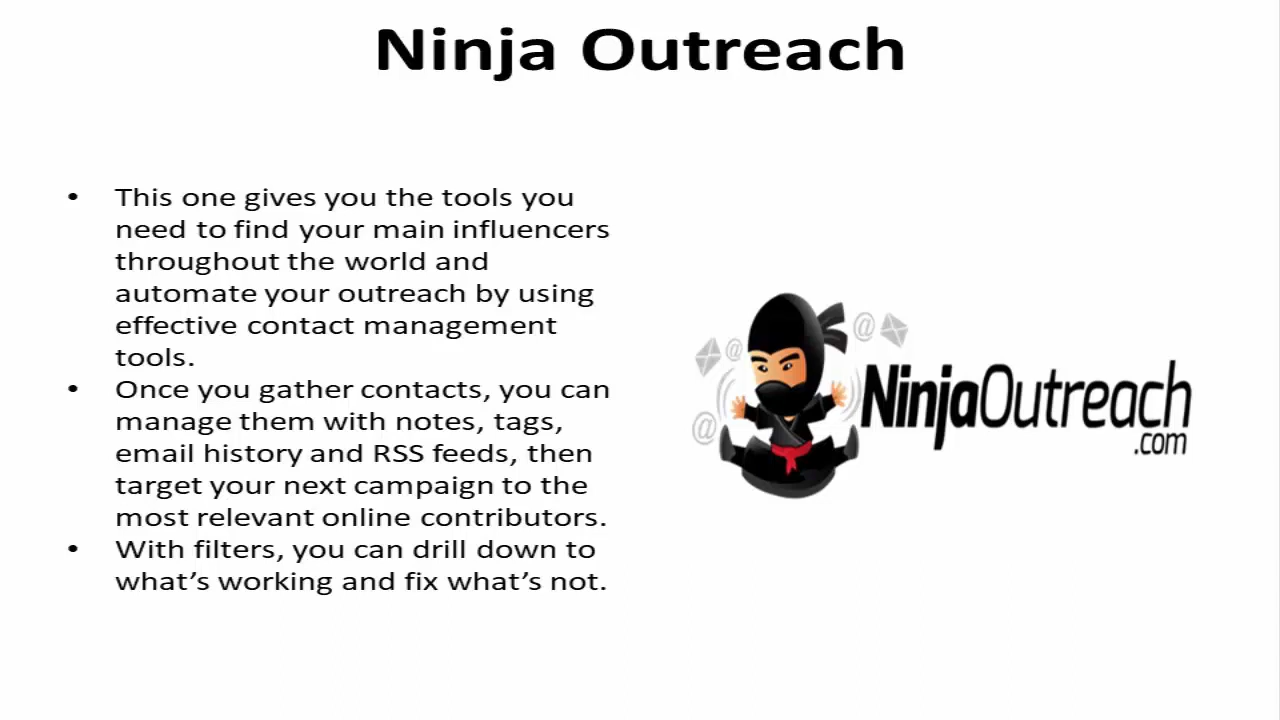 Ninja Outreach
• This one gives you the tools you
need to find your main influencers
throughout the world and
automate your outreach by using
effective contact management
tools.
• Once you gather contacts, you can
manage them with notes, tags,
email history and RSS feeds, then
target your next campaign to the
most relevant online contributors.
• With filters, you can drill down to
what’s working and fix what’s not.
@
@
@
NinjaOutreach
.com